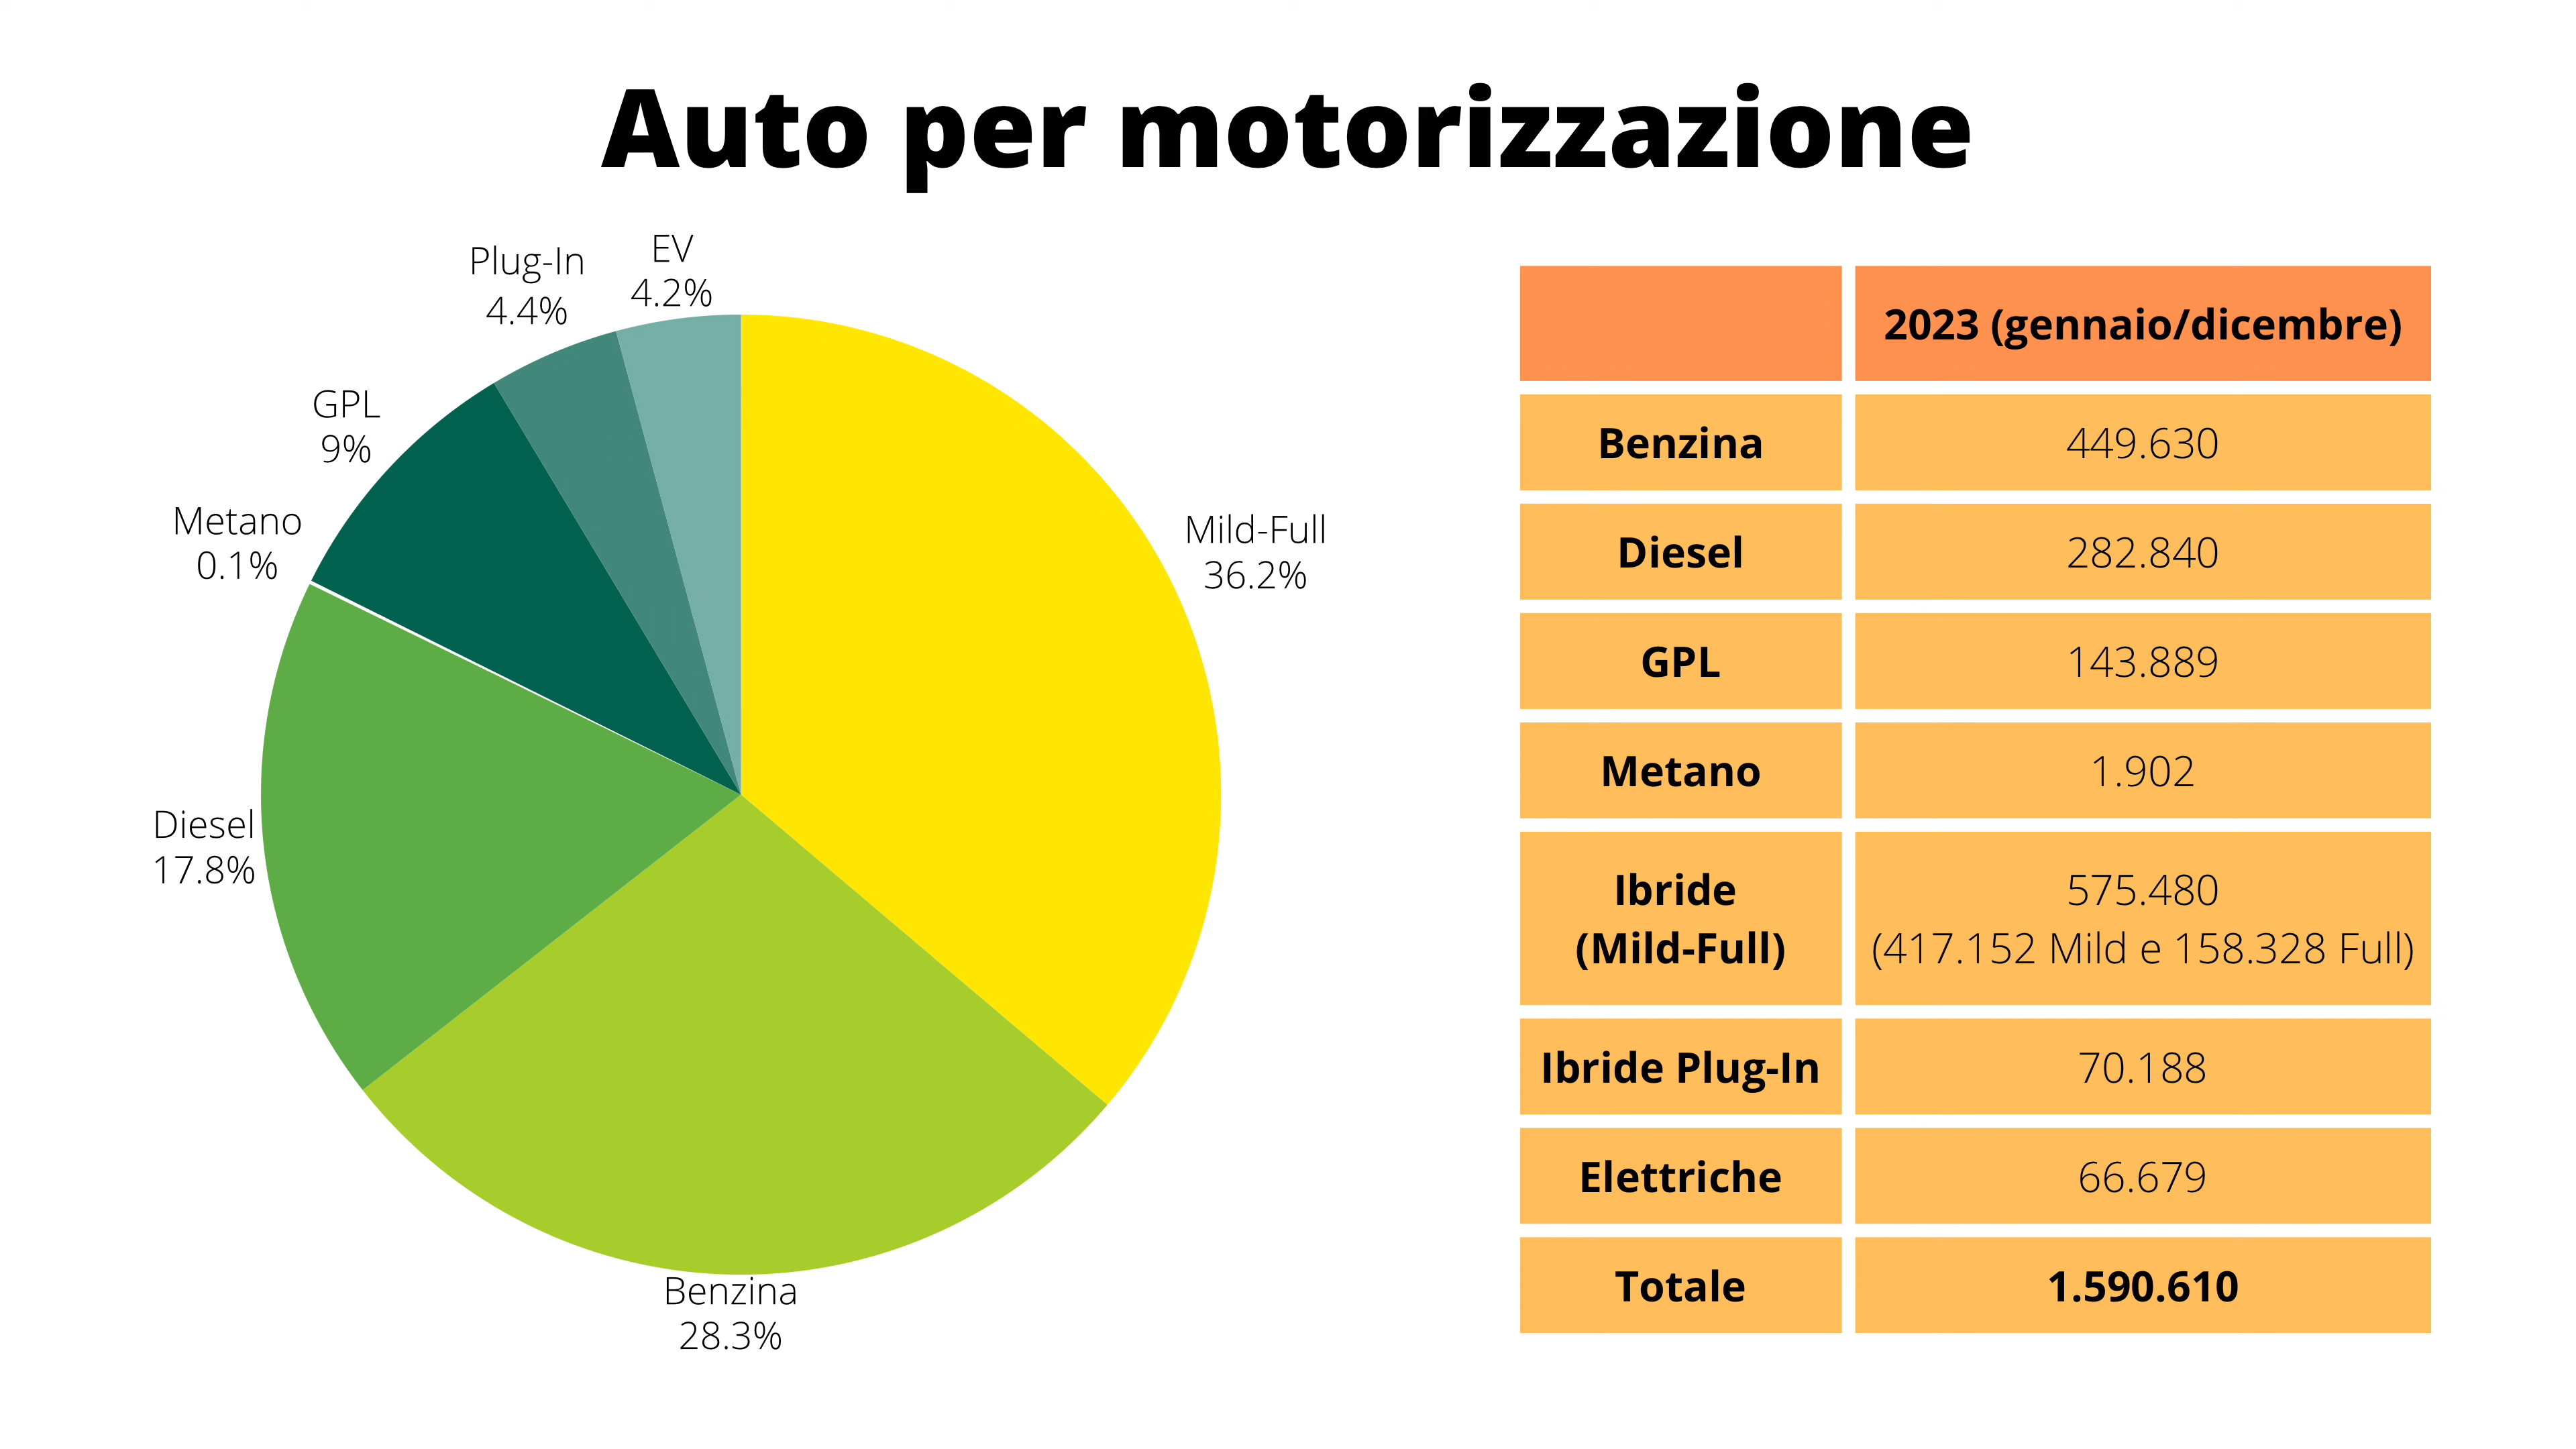 Auto per motorizzazione
EV
4.2%
Plug-In
4.4%
GPL
9%
Metano
0.1%
Diesel
17.8%
Benzina
28.3%
Mild-Full
36.2%
2023 (gennaio/dicembre)
Benzina 449.630
Diesel 282.840
GPL 143.889
Metano 1.902
Ibride 575.480
(Mild-Full) (417.152 Mild e 158.328 Full)
Ibride Plug-In 70.188
Elettriche 66.679
Totale 1.590.610